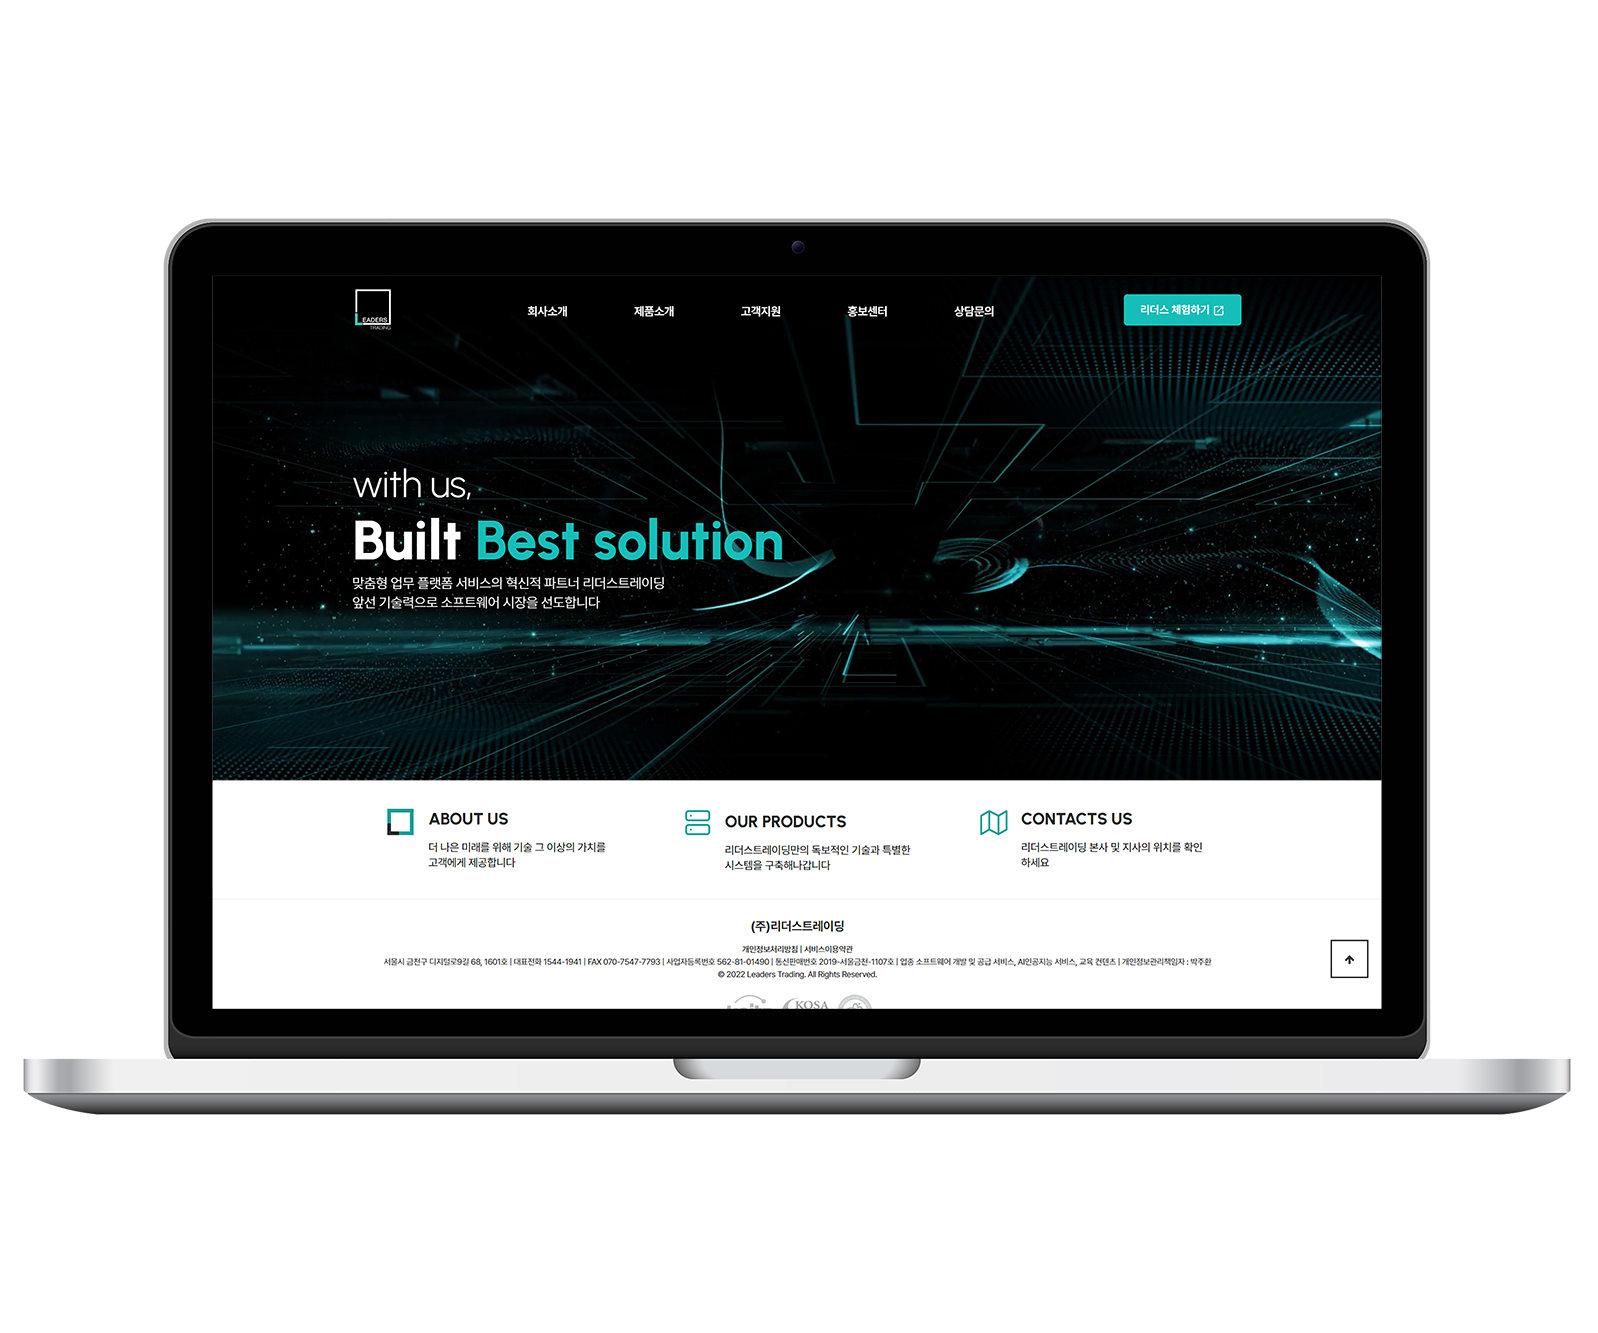 LEADERS
TRADING
회사소개
제품소개
고객지원
홍보센터
상담문의
리더스 체험하기
with us,
Built Best solution
맞춤형 업무 플랫폼 서비스의 혁신적 파트너 리더스트레이딩
앞선 기술력으로 소프트웨어 시장을 선도합니다
ABOUT US
더 나은 미래를 위해 기술 그 이상의 가치를
고객에게 제공합니다
OUR PRODUCTS
리더스트레이딩만의 독보적인 기술과 특별한
시스템을 구축해나갑니다
CONTACTS US
리더스트레이딩 본사 및 지사의 위치를 확인
하세요
(주)리더스트레이딩
개인정보처리방침 | 서비스이용약관
서울시 금천구 디지털로9길 68, 1601호 | 대표전화 1544-1941 | FAX 070-7547-7793 | 사업자등록번호 562-81-01490 | 통신판매번호 2019-서울금천-1107호 | 업종 소프트웨어 개발 및 공급 서비스, AI인공지능 서비스, 교육 컨텐츠 | 개인정보관리책임자 : 박주환
© 2022 Leaders Trading. All Rights Reserved.
KOSA